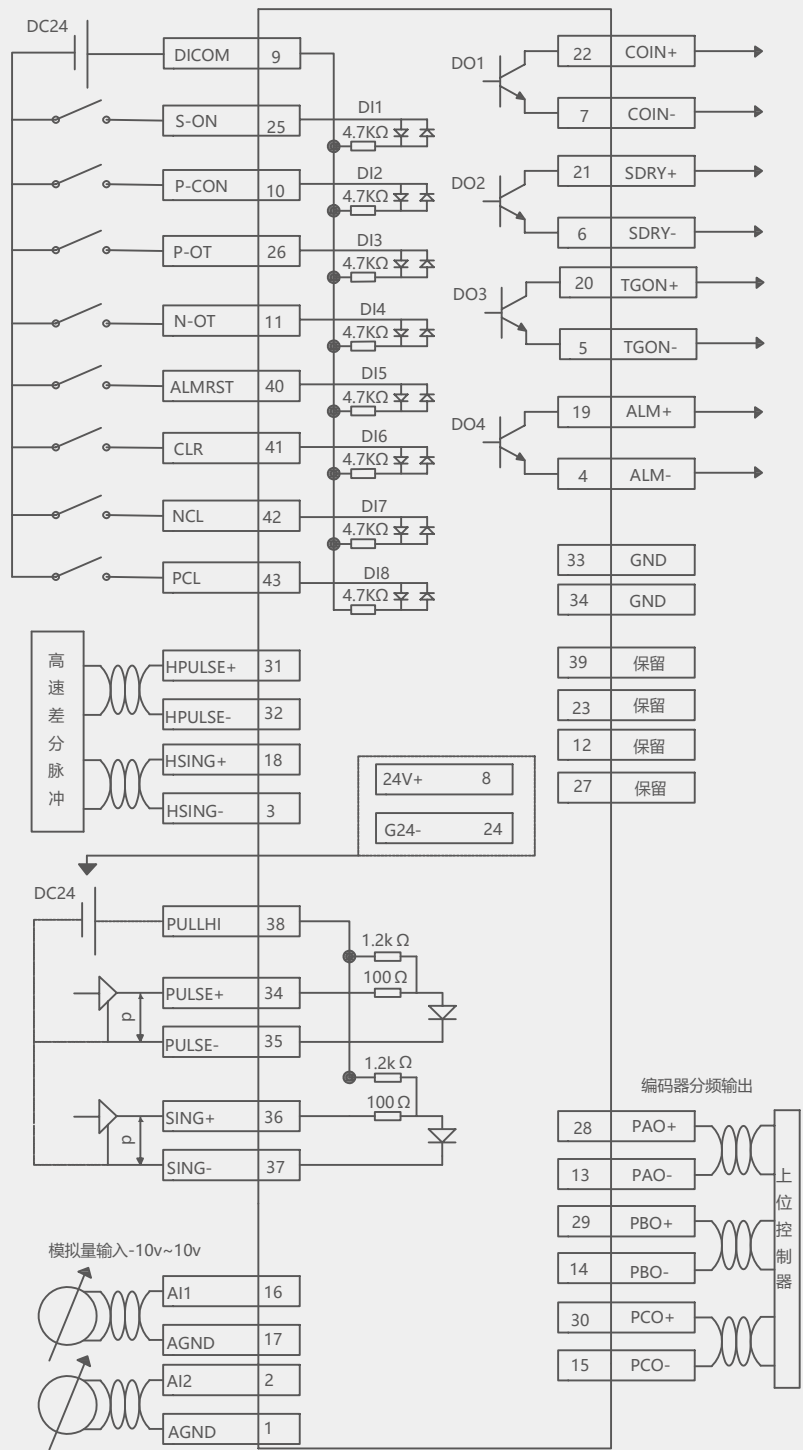 DC24
DICOM 9
S-ON 25
DI1
4.7KΩ
P-CON 10
DI2
4.7KΩ
P-OT 26
DI3
4.7KΩ
N-OT 11
DI4
4.7KΩ
ALMRST 40
DI5
4.7KΩ
CLR 41
DI6
4.7KΩ
NCL 42
DI7
4.7KΩ
PCL 43
DI8
4.7KΩ
DO1
22 COIN+
7 COIN-
DO2
21 SDRY+
6 SDRY-
DO3
20 TGON+
5 TGON-
DO4
19 ALM+
4 ALM-
33 GND
34 GND
39 保留
23 保留
12 保留
27 保留
高速差分脉冲
HPULSE+ 31
HPULSE- 32
HSING+ 18
HSING- 3
24V+ 8
G24- 24
DC24
PULLHI 38
1.2kΩ
100Ω
PULSE+ 34
p
PULSE- 35
1.2kΩ
100Ω
SING+ 36
p
SING- 37
编码器分频输出
28 PAO+
13 PAO-
29 PBO+
14 PBO-
30 PCO+
15 PCO-
上位控制器
模拟量输入-10v~10v
AI1 16
AGND 17
AI2 2
AGND 1